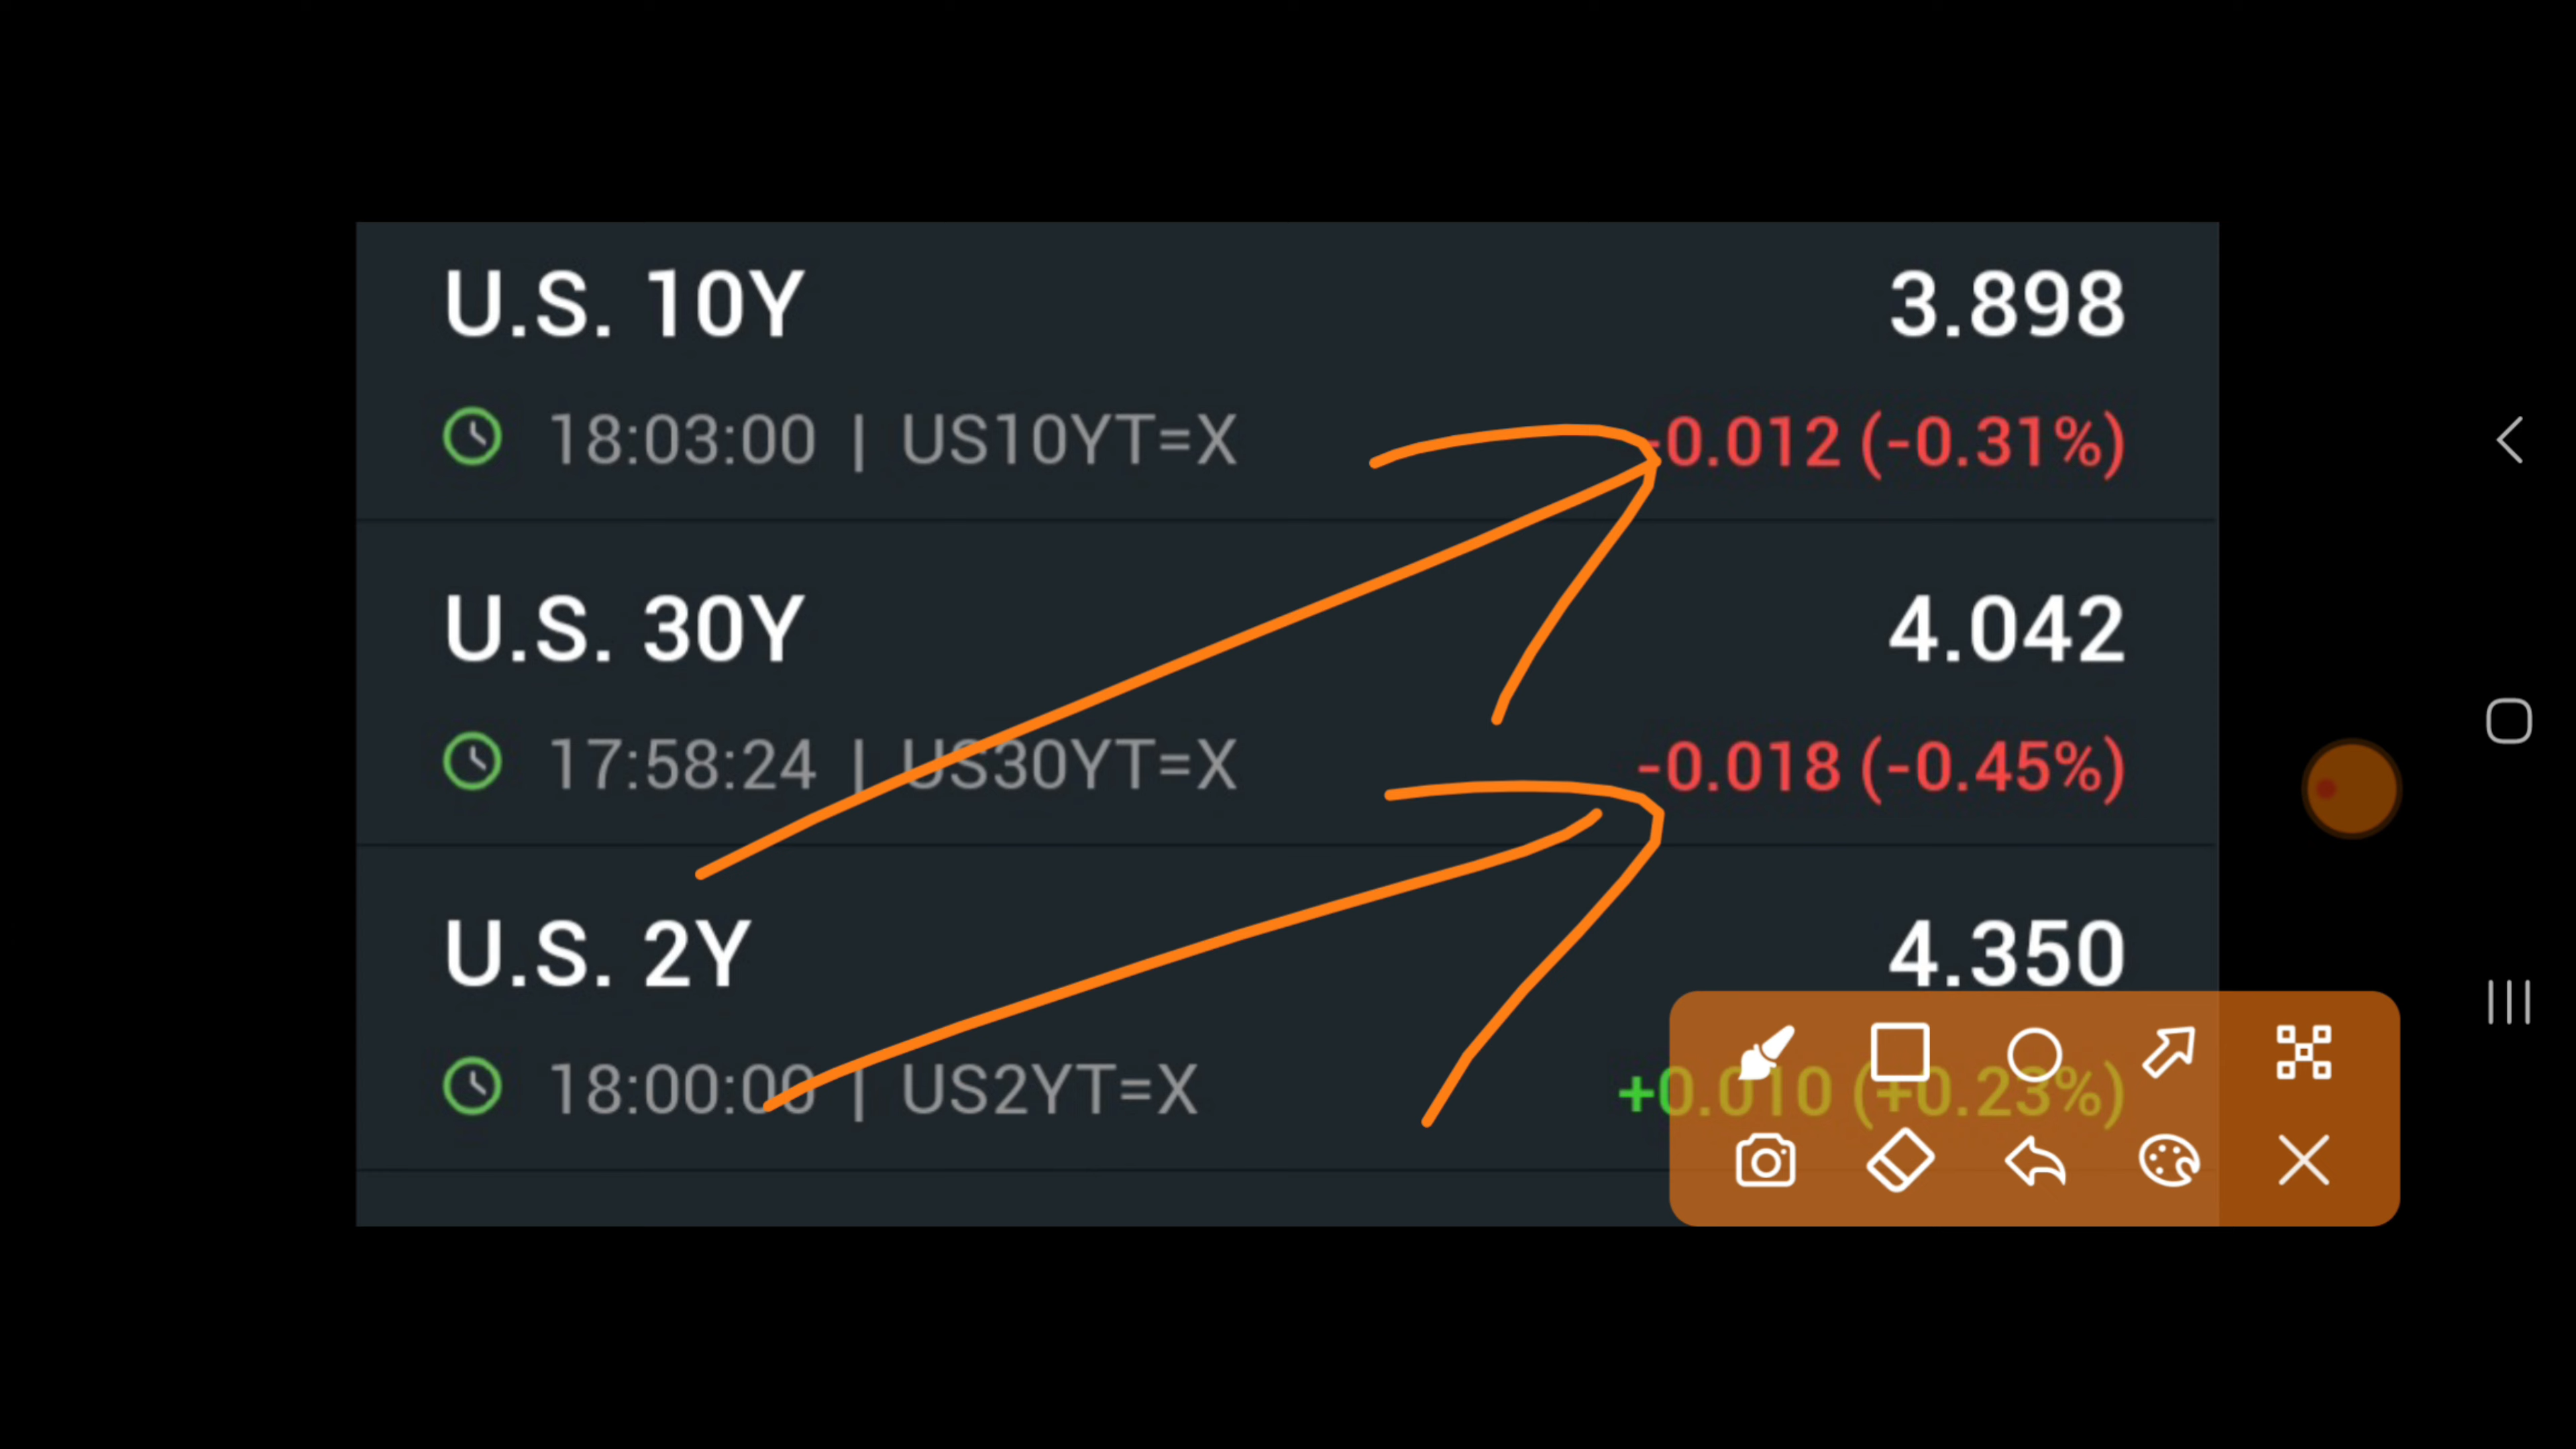 U.S. 10Y 3.898
18:03:00 | US10YT=X -0.012 (-0.31%)
U.S. 30Y 4.042
17:58:24 | US30YT=X -0.018 (-0.45%)
U.S. 2Y 4.350
18:00:00 | US2YT=X +0.010 (+0.23%)